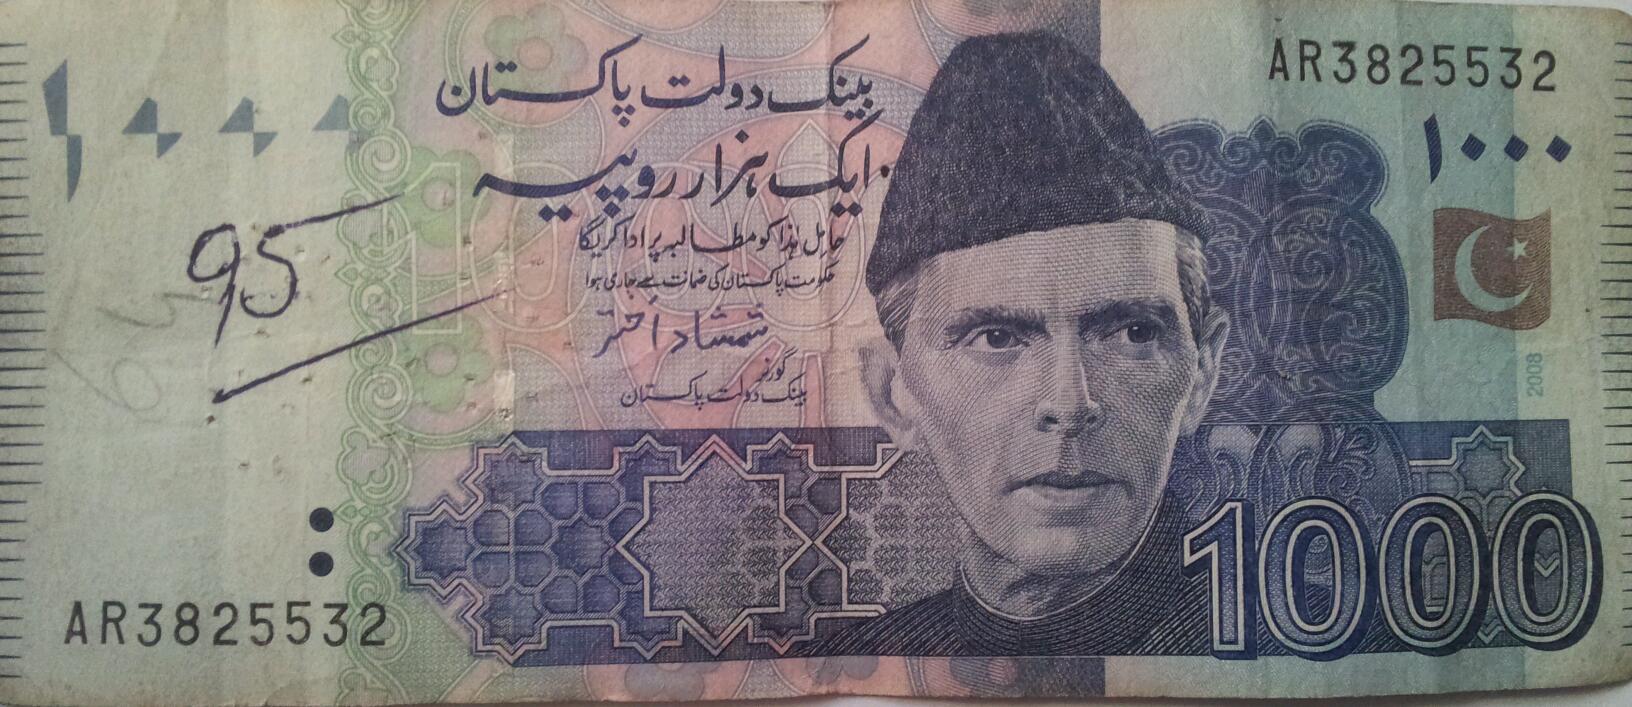 AR3825532
بینک دولت پاکستان
ایک ہزار روپیہ
۱۰۰۰
۱۰۰۰
حامل ہٰذا کو مطالبہ پر ادا کریگا
حکومت پاکستان کی ضمانت سے جاری ہوا
95
شمشاد اختر
گورنر
بینک دولت پاکستان
2008
1000
AR3825532